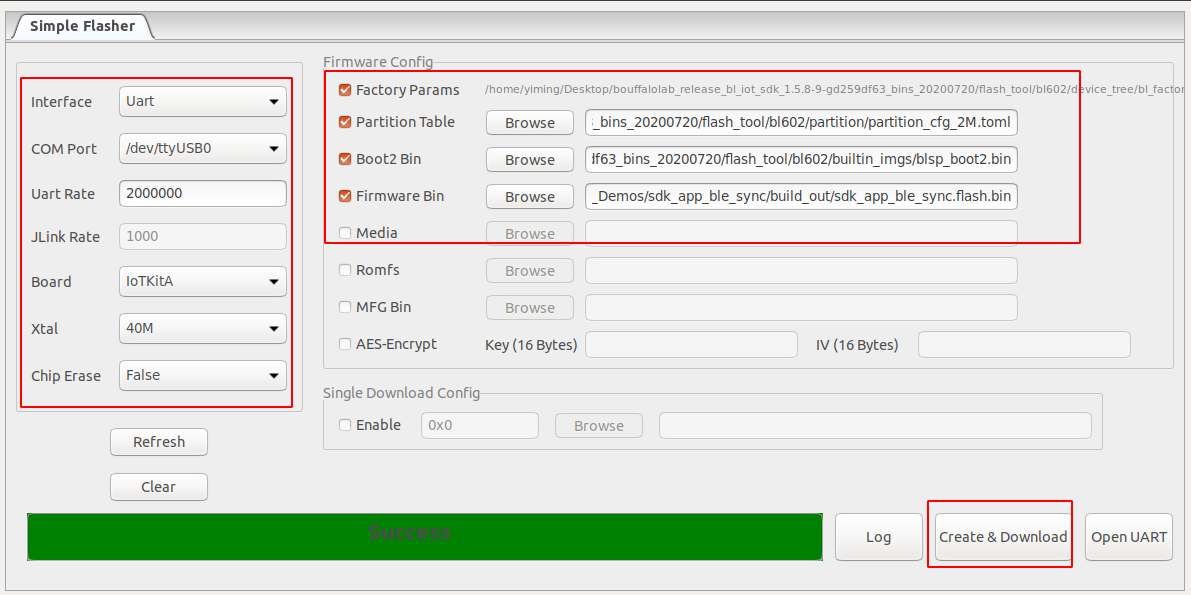 Simple Flasher
Interface Uart
COM Port /dev/ttyUSB0
Uart Rate 2000000
JLink Rate 1000
Board IoTKitA
Xtal 40M
Chip Erase False
Refresh
Clear
Firmware Config
Factory Params /home/yiming/Desktop/bouffalolab_release_bl_iot_sdk_1.5.8-9-gd259df63_bins_20200720/flash_tool/bl602/device_tree/bl_factor
Partition Table Browse _bins_20200720/flash_tool/bl602/partition/partition_cfg_2M.toml
Boot2 Bin Browse df63_bins_20200720/flash_tool/bl602/builtin_imgs/blsp_boot2.bin
Firmware Bin Browse _Demos/sdk_app_ble_sync/build_out/sdk_app_ble_sync.flash.bin
Media Browse
Romfs Browse
MFG Bin Browse
AES-Encrypt Key (16 Bytes) IV (16 Bytes)
Single Download Config
Enable 0x0 Browse
Success Log Create & Download Open UART